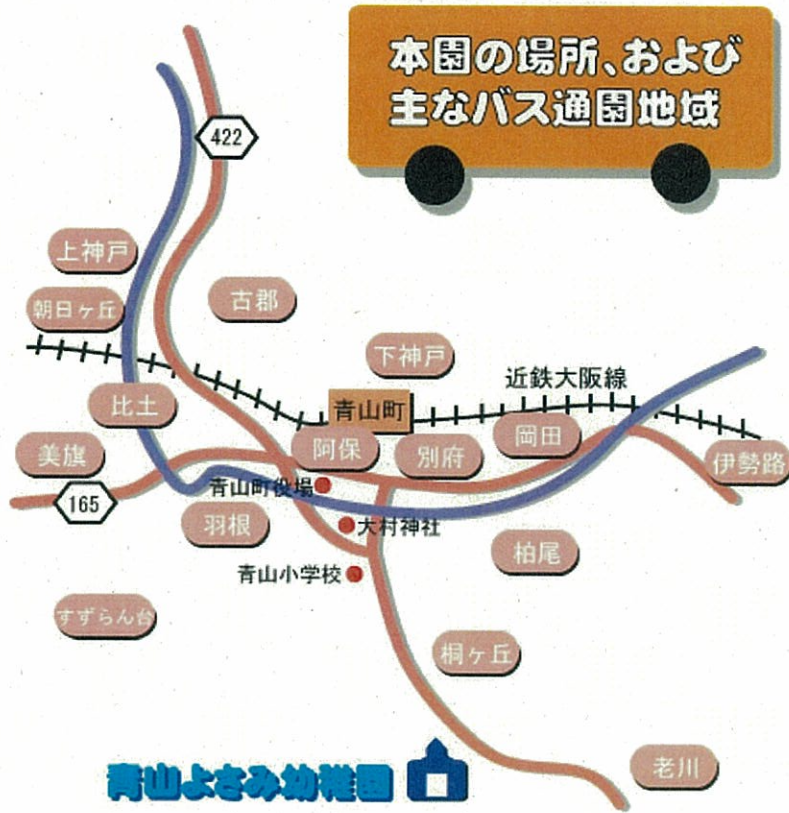 本園の場所、および
主なバス通園地域
422
上神戸
朝日ヶ丘
古郡
下神戸
近鉄大阪線
青山町
比土
美旗
阿保
別府
岡田
伊勢路
165
青山町役場
羽根
大村神社
柏尾
青山小学校
すずらん台
桐ヶ丘
老川
青山よさみ幼稚園